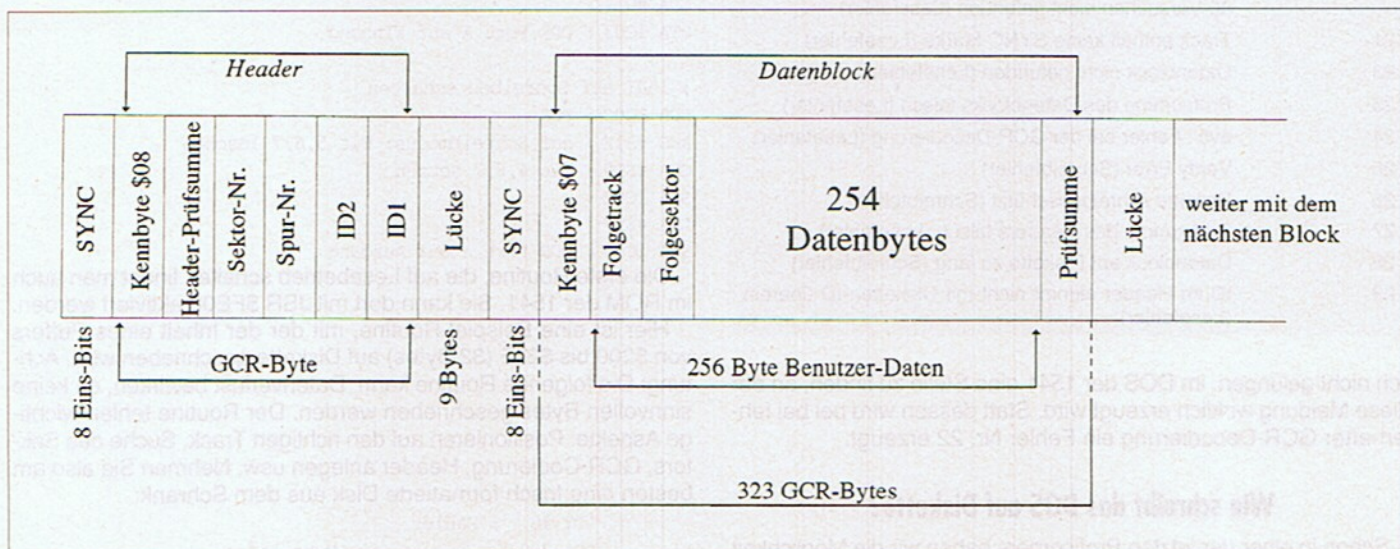 Header
Datenblock
SYNC
Kennbyte $08
Header-Prüfsumme
Sektor-Nr.
Spur-Nr.
ID2
ID1
Lücke
SYNC
Kennbyte $07
Folgetrack
Folgesektor
254
Datenbytes
Prüfsumme
Lücke
weiter mit dem
nächsten Block
8 Eins-Bits
GCR-Byte
9 Bytes
8 Eins-Bits
256 Byte Benutzer-Daten
323 GCR-Bytes